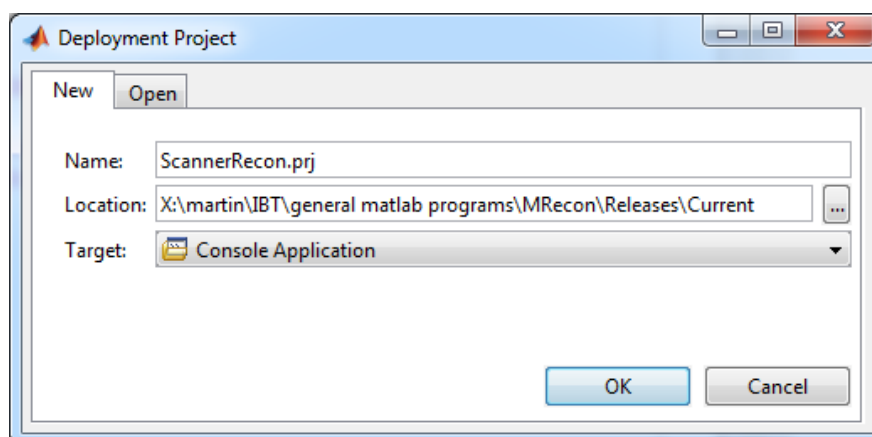 Deployment Project
New Open
Name: ScannerRecon.prj
Location: X:\martin\IBT\general matlab programs\MRecon\Releases\Current ...
Target: Console Application
OK Cancel